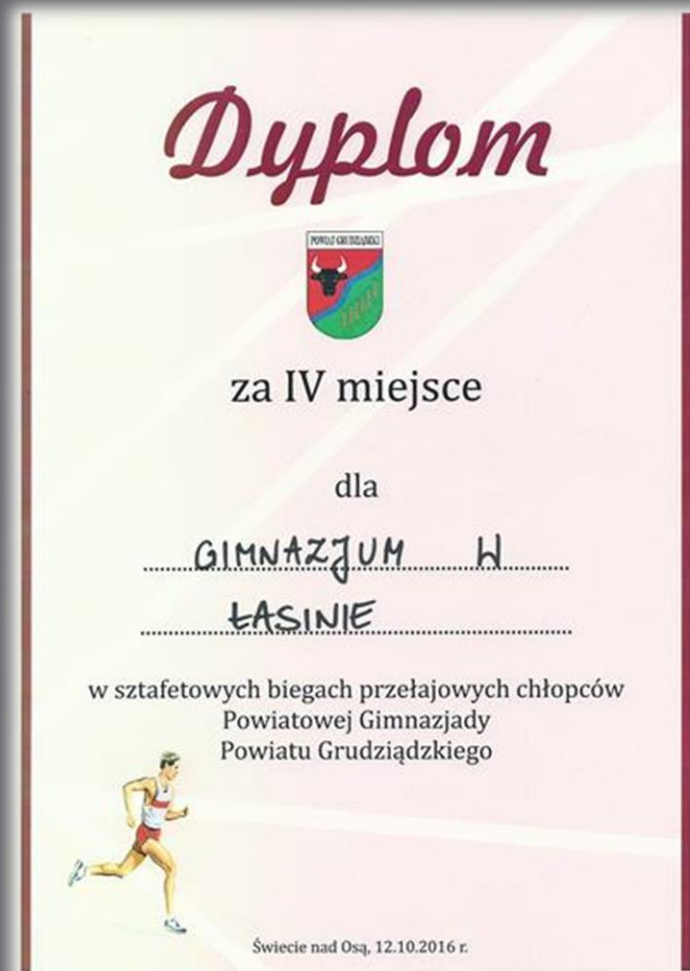 Dyplom
POWIAT GRUDZIĄDZKI
za IV miejsce
dla
GIMNAZJUM W
ŁASINIE
w sztafetowych biegach przełajowych chłopców
Powiatowej Gimnazjady
Powiatu Grudziądzkiego
Świecie nad Osą, 12.10.2016 r.